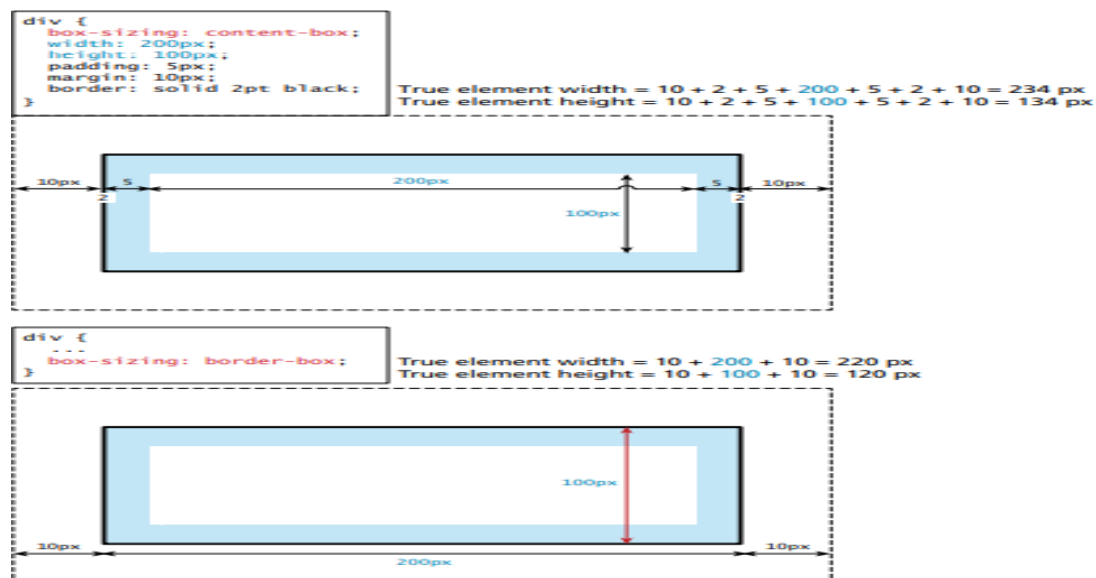 div {
box-sizing: content-box;
width: 200px;
height: 100px;
padding: 5px;
margin: 10px;
border: solid 2pt black;
}
True element width = 10 + 2 + 5 + 200 + 5 + 2 + 10 = 234 px
True element height = 10 + 2 + 5 + 100 + 5 + 2 + 10 = 134 px
10px 5 200px 5 10px
2 2
100px
div {
...
box-sizing: border-box;
}
True element width = 10 + 200 + 10 = 220 px
True element height = 10 + 100 + 10 = 120 px
100px
10px 10px
200px